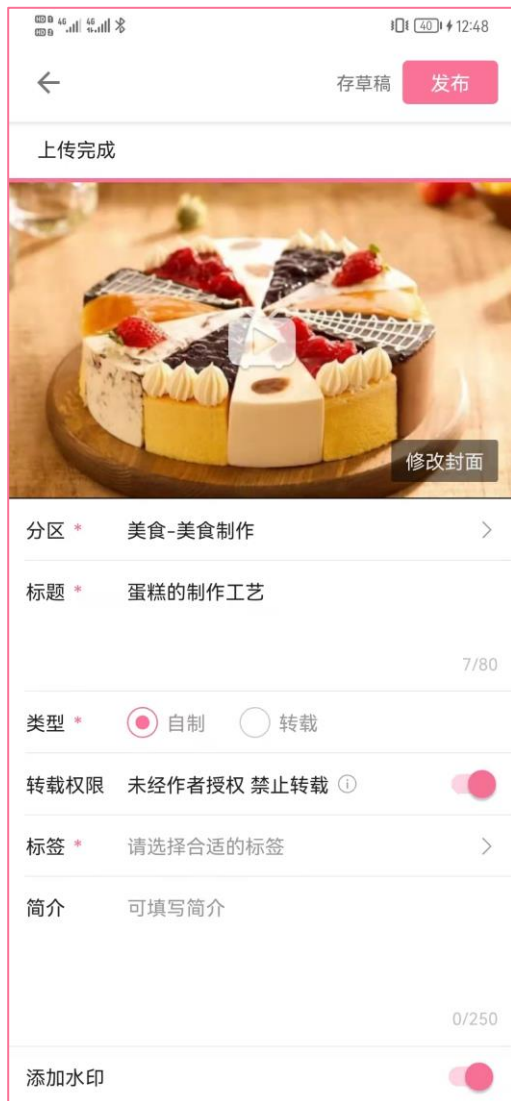 HD B 46 46 40 12:48
存草稿 发布
上传完成
修改封面
分区 * 美食-美食制作
标题 * 蛋糕的制作工艺
7/80
类型 * 自制 转载
转载权限 未经作者授权 禁止转载
标签 * 请选择合适的标签
简介 可填写简介
0/250
添加水印